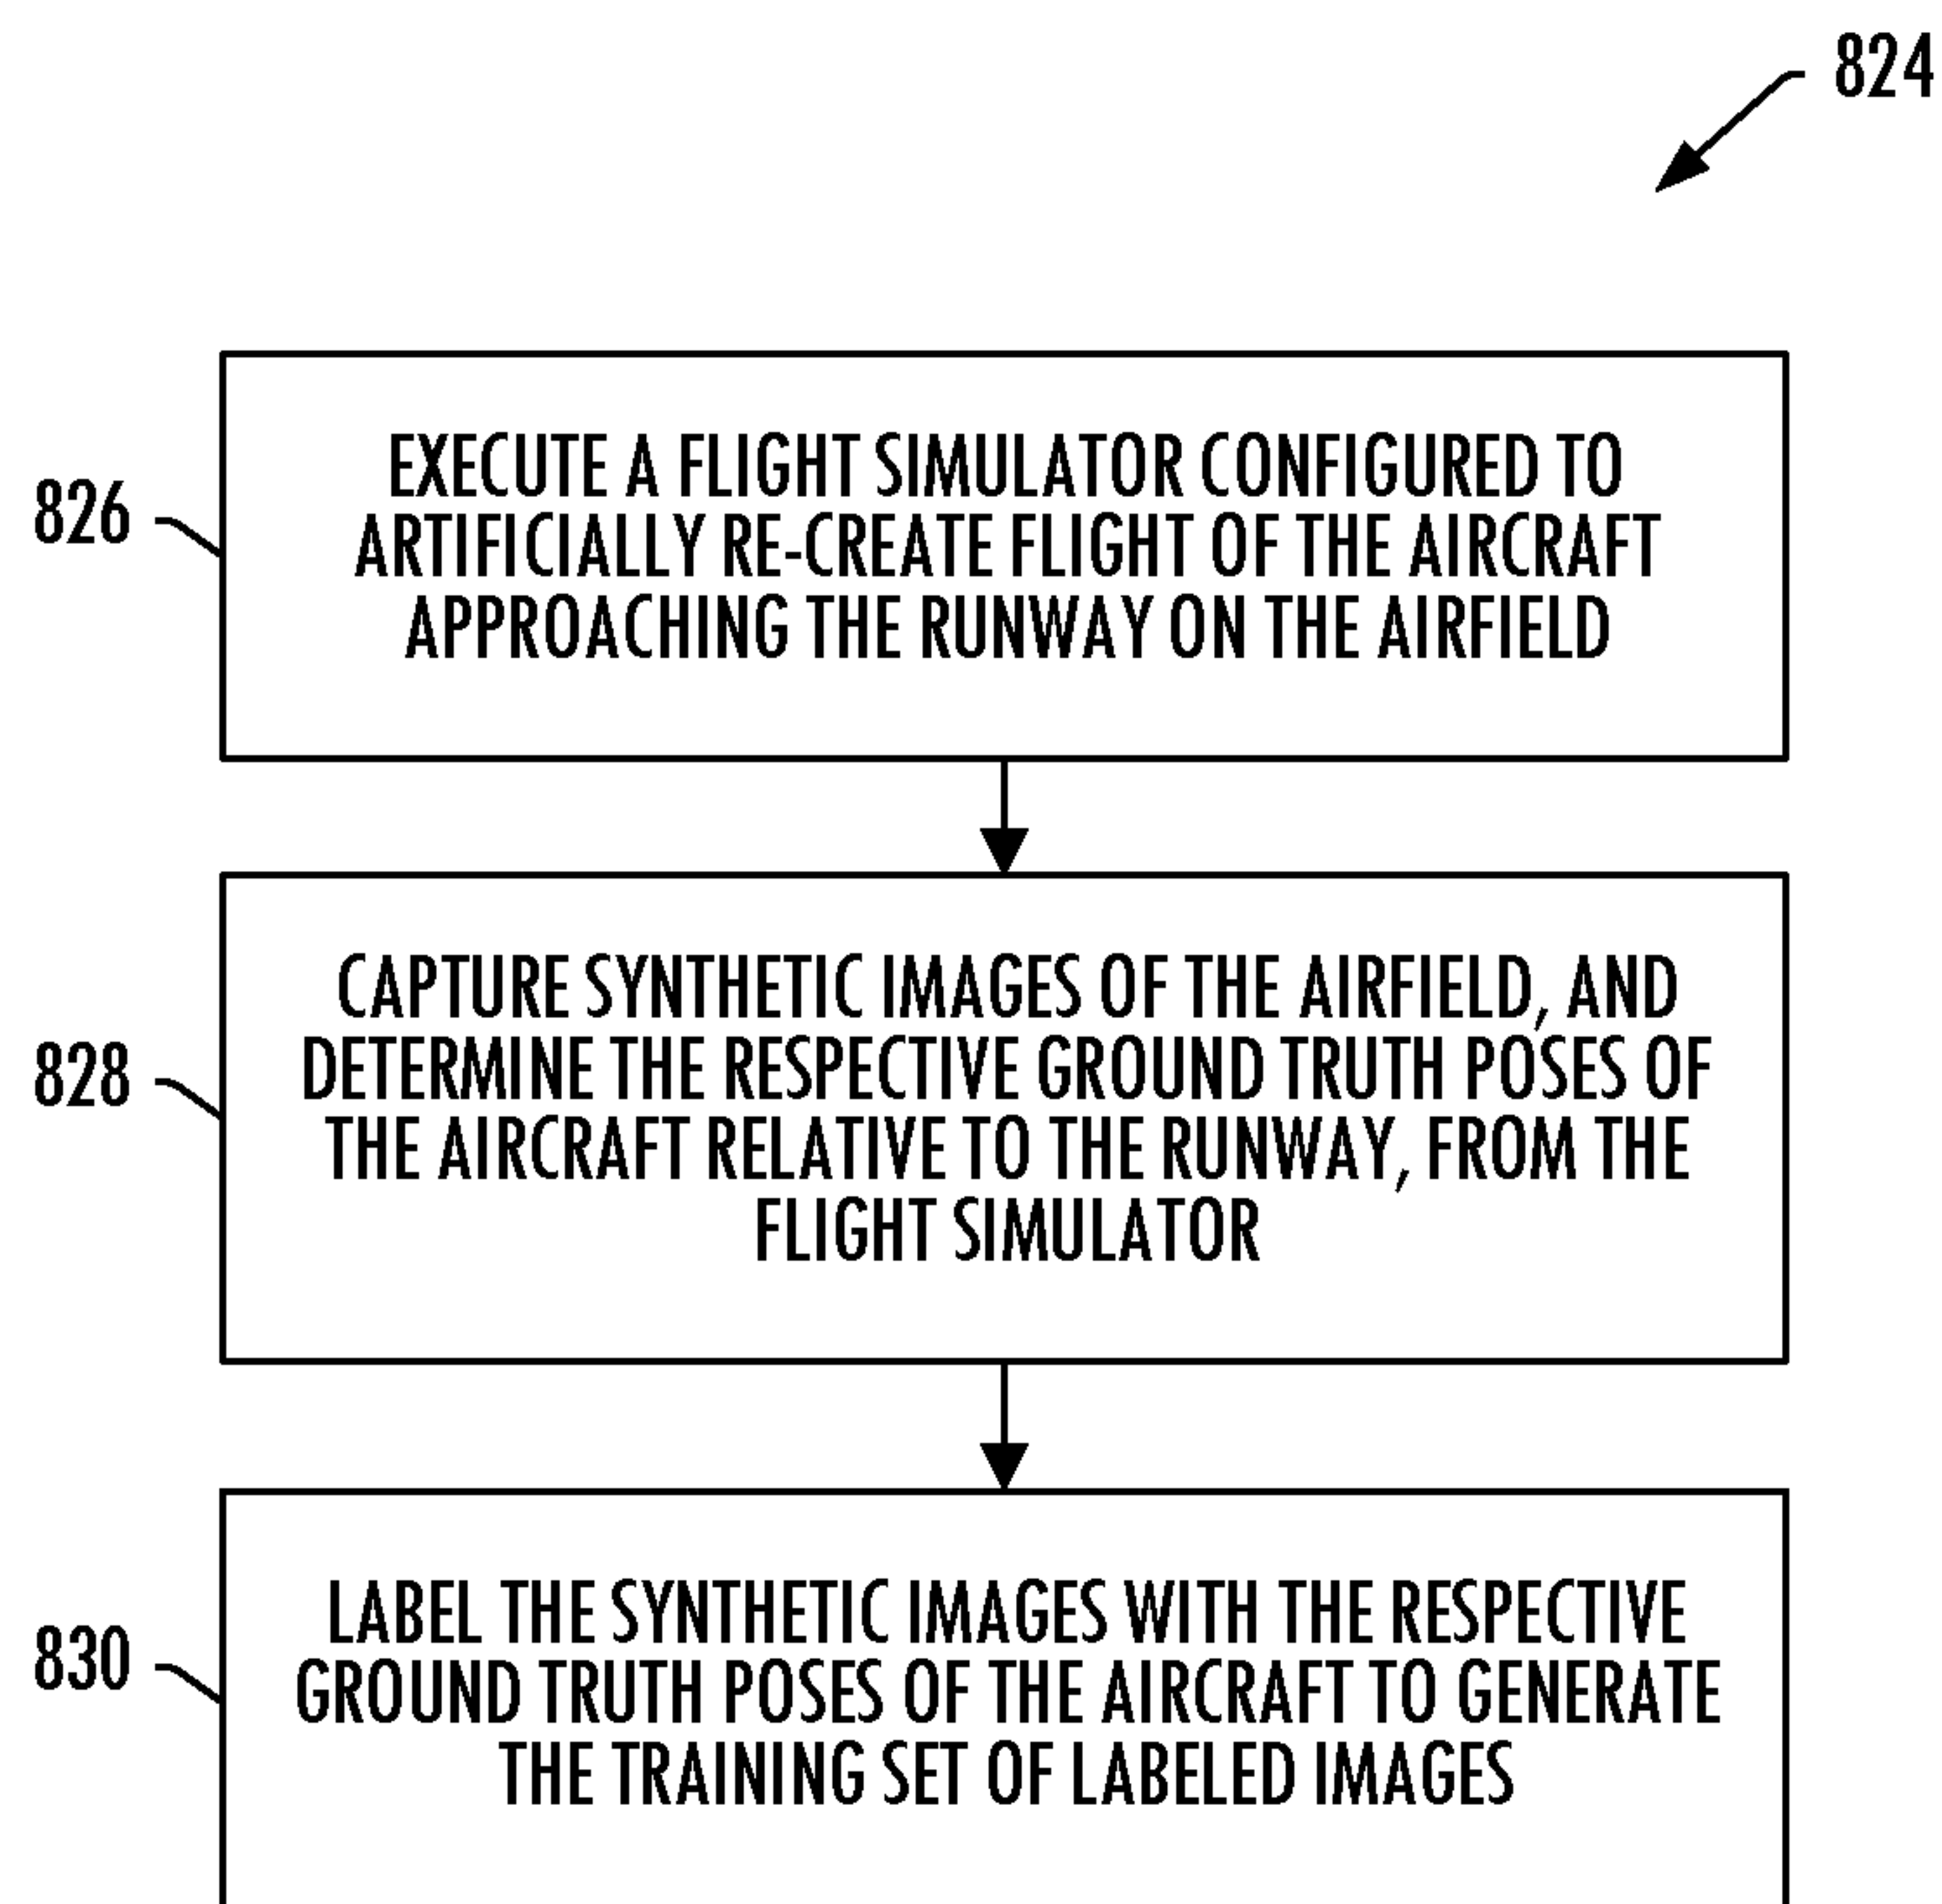 824
826
EXECUTE A FLIGHT SIMULATOR CONFIGURED TO
ARTIFICIALLY RE-CREATE FLIGHT OF THE AIRCRAFT
APPROACHING THE RUNWAY ON THE AIRFIELD
828
CAPTURE SYNTHETIC IMAGES OF THE AIRFIELD, AND
DETERMINE THE RESPECTIVE GROUND TRUTH POSES OF
THE AIRCRAFT RELATIVE TO THE RUNWAY, FROM THE
FLIGHT SIMULATOR
830
LABEL THE SYNTHETIC IMAGES WITH THE RESPECTIVE
GROUND TRUTH POSES OF THE AIRCRAFT TO GENERATE
THE TRAINING SET OF LABELED IMAGES